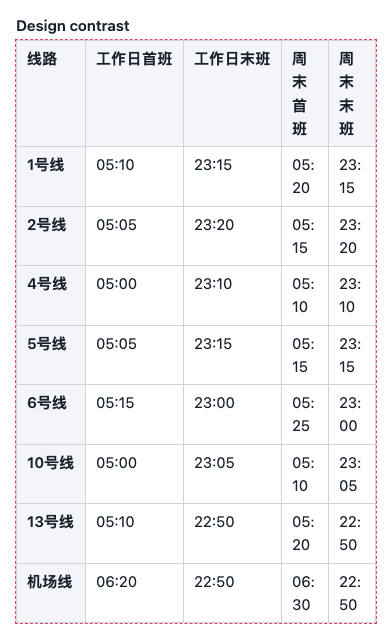 Design contrast
线路 工作日首班 工作日末班 周末首班 周末末班
1号线 05:10 23:15 05:20 23:15
2号线 05:05 23:20 05:15 23:20
4号线 05:00 23:10 05:10 23:10
5号线 05:05 23:15 05:15 23:15
6号线 05:15 23:00 05:25 23:00
10号线 05:00 23:05 05:10 23:05
13号线 05:10 22:50 05:20 22:50
机场线 06:20 22:50 06:30 22:50